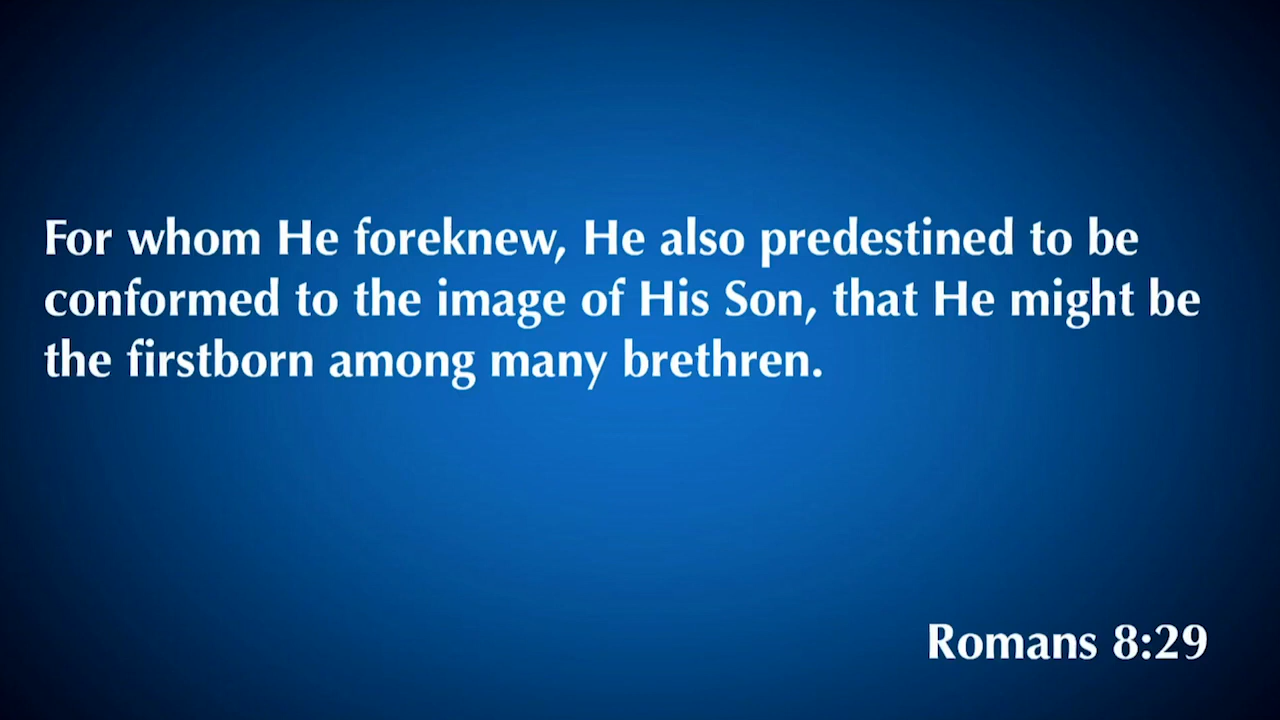 For whom He foreknew, He also predestined to be
conformed to the image of His Son, that He might be
the firstborn among many brethren.
Romans 8:29